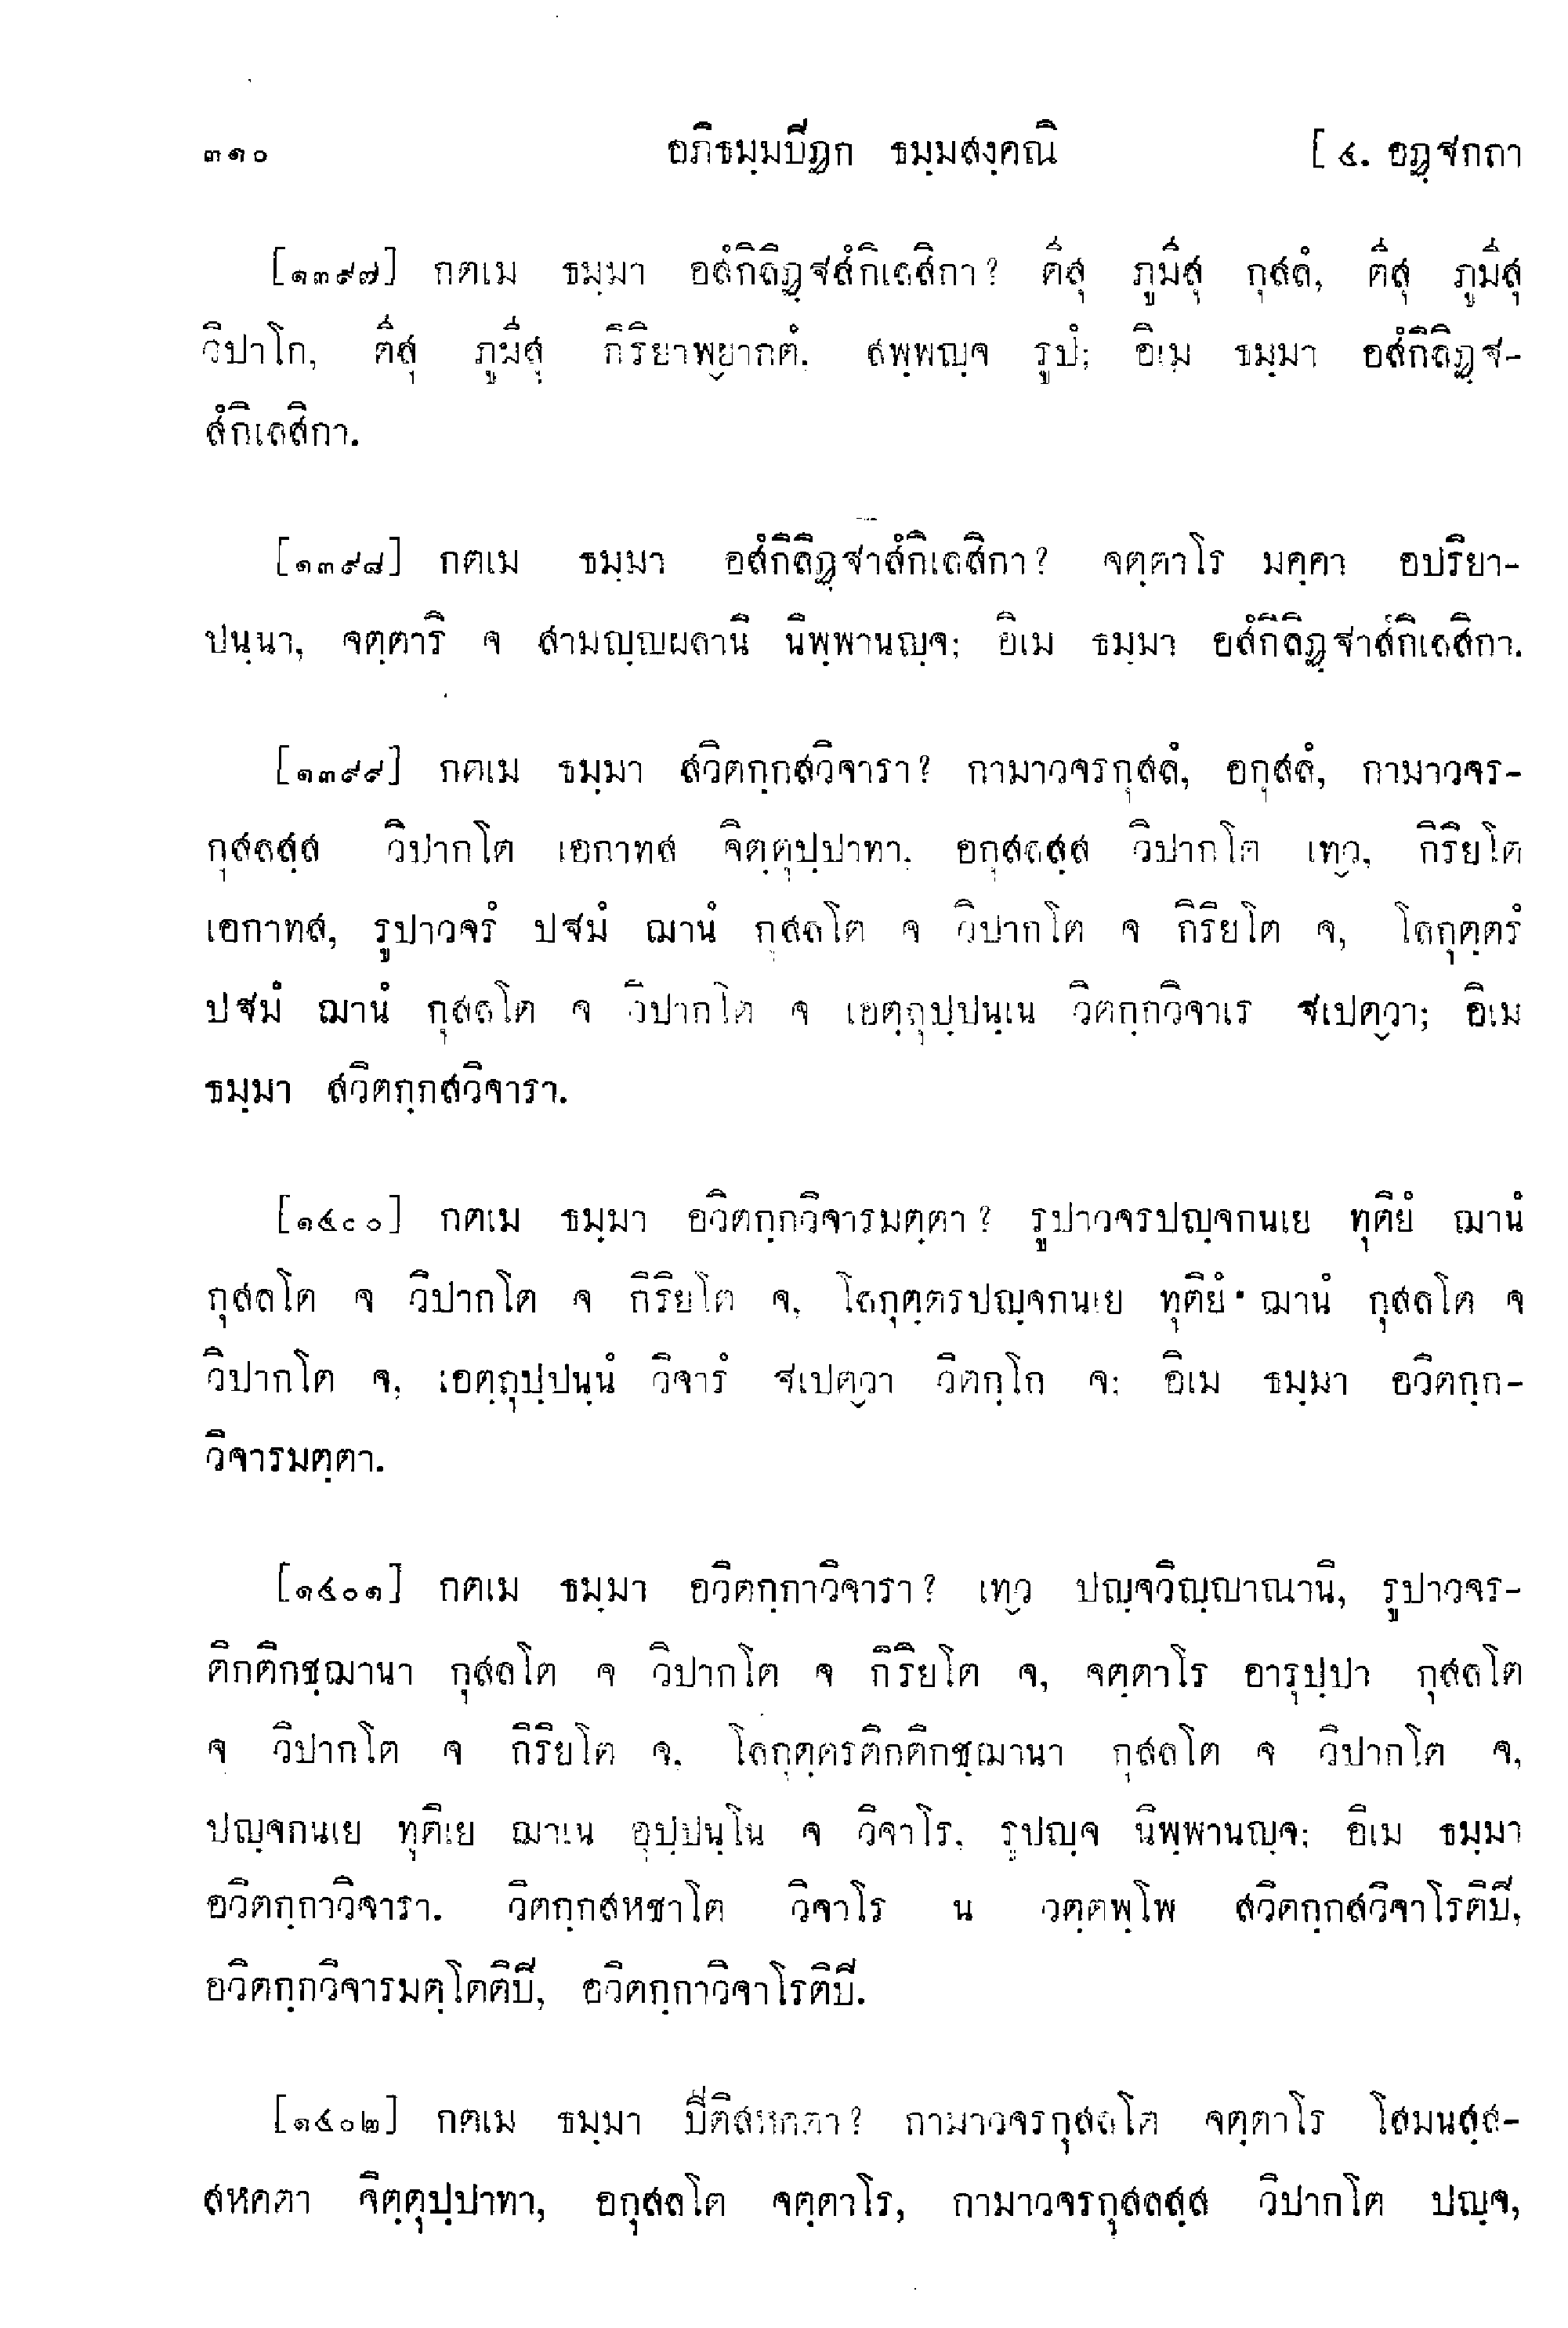 ๓๑๐ อภิธมฺมปิฏก ธมฺมสงฺคณิ [ ๔. อฏฺฐกถา
[๑๓๙๗] กตเม ธมฺมา อสํกิลิฏฺฐสํกิเลสิกา? ตีสุ ภูมีสุ กุสลํ, ตีสุ ภูมีสุ
วิปาโก, ตีสุ ภูมีสุ กิริยาพฺยากตํ, สพฺพญฺจ รูปํ; อิเม ธมฺมา อสํกิลิฏฺฐ-
สํกิเลสิกา.
[๑๓๙๘] กตเม ธมฺมา อสํกิลิฏฺฐาสํกิเลสิกา? จตฺตาโร มคฺคา อปริยา-
ปนฺนา, จตฺตาริ จ สามญฺญผลานิ นิพฺพานญฺจ; อิเม ธมฺมา อสํกิลิฏฺฐาสํกิเลสิกา.
[๑๓๙๙] กตเม ธมฺมา สวิตกฺกสวิจารา? กามาวจรกุสลํ, อกุสลํ, กามาวจร-
กุสลสฺส วิปากโต เอกาทส จิตฺตุปฺปาทา, อกุสลสฺส วิปากโต เทฺว, กิริยโต
เอกาทส, รูปาวจรํ ปฐมํ ฌานํ กุสลโต จ วิปากโต จ กิริยโต จ, โลกุตฺตรํ
ปฐมํ ฌานํ กุสลโต จ วิปากโต จ เอตฺถุปฺปนฺเน วิตกฺกวิจาเร ฐเปตฺวา; อิเม
ธมฺมา สวิตกฺกสวิจารา.
[๑๔๐๐] กตเม ธมฺมา อวิตกฺกวิจารมตฺตา? รูปาวจรปญฺจกนเย ทุติยํ ฌานํ
กุสลโต จ วิปากโต จ กิริยโต จ, โลกุตฺตรปญฺจกนเย ทุติยํ ฌานํ กุสลโต จ
วิปากโต จ, เอตฺถุปฺปนฺนํ วิจารํ ฐเปตฺวา วิตกฺโก จ; อิเม ธมฺมา อวิตกฺก-
วิจารมตฺตา.
[๑๔๐๑] กตเม ธมฺมา อวิตกฺกาวิจารา? เทฺว ปญฺจวิญฺญาณานิ, รูปาวจร-
ติกติกชฺฌานา กุสลโต จ วิปากโต จ กิริยโต จ, จตฺตาโร อารุปฺปา กุสลโต
จ วิปากโต จ กิริยโต จ, โลกุตฺตรติกติกชฺฌานา กุสลโต จ วิปากโต จ,
ปญฺจกนเย ทุติเย ฌาเน อุปฺปนฺโน จ วิจาโร, รูปญฺจ นิพฺพานญฺจ; อิเม ธมฺมา
อวิตกฺกาวิจารา. วิตกฺกสหชาโต วิจาโร น วตฺตพฺโพ สวิตกฺกสวิจาโรติปิ,
อวิตกฺกวิจารมตฺโตติปิ, อวิตกฺกาวิจาโรติปิ.
[๑๔๐๒] กตเม ธมฺมา ปีติสหคตา? กามาวจรกุสลโต จตฺตาโร โสมนสฺส-
สหคตา จิตฺตุปฺปาทา, อกุสลโต จตฺตาโร, กามาวจรกุสลสฺส วิปากโต ปญฺจ,